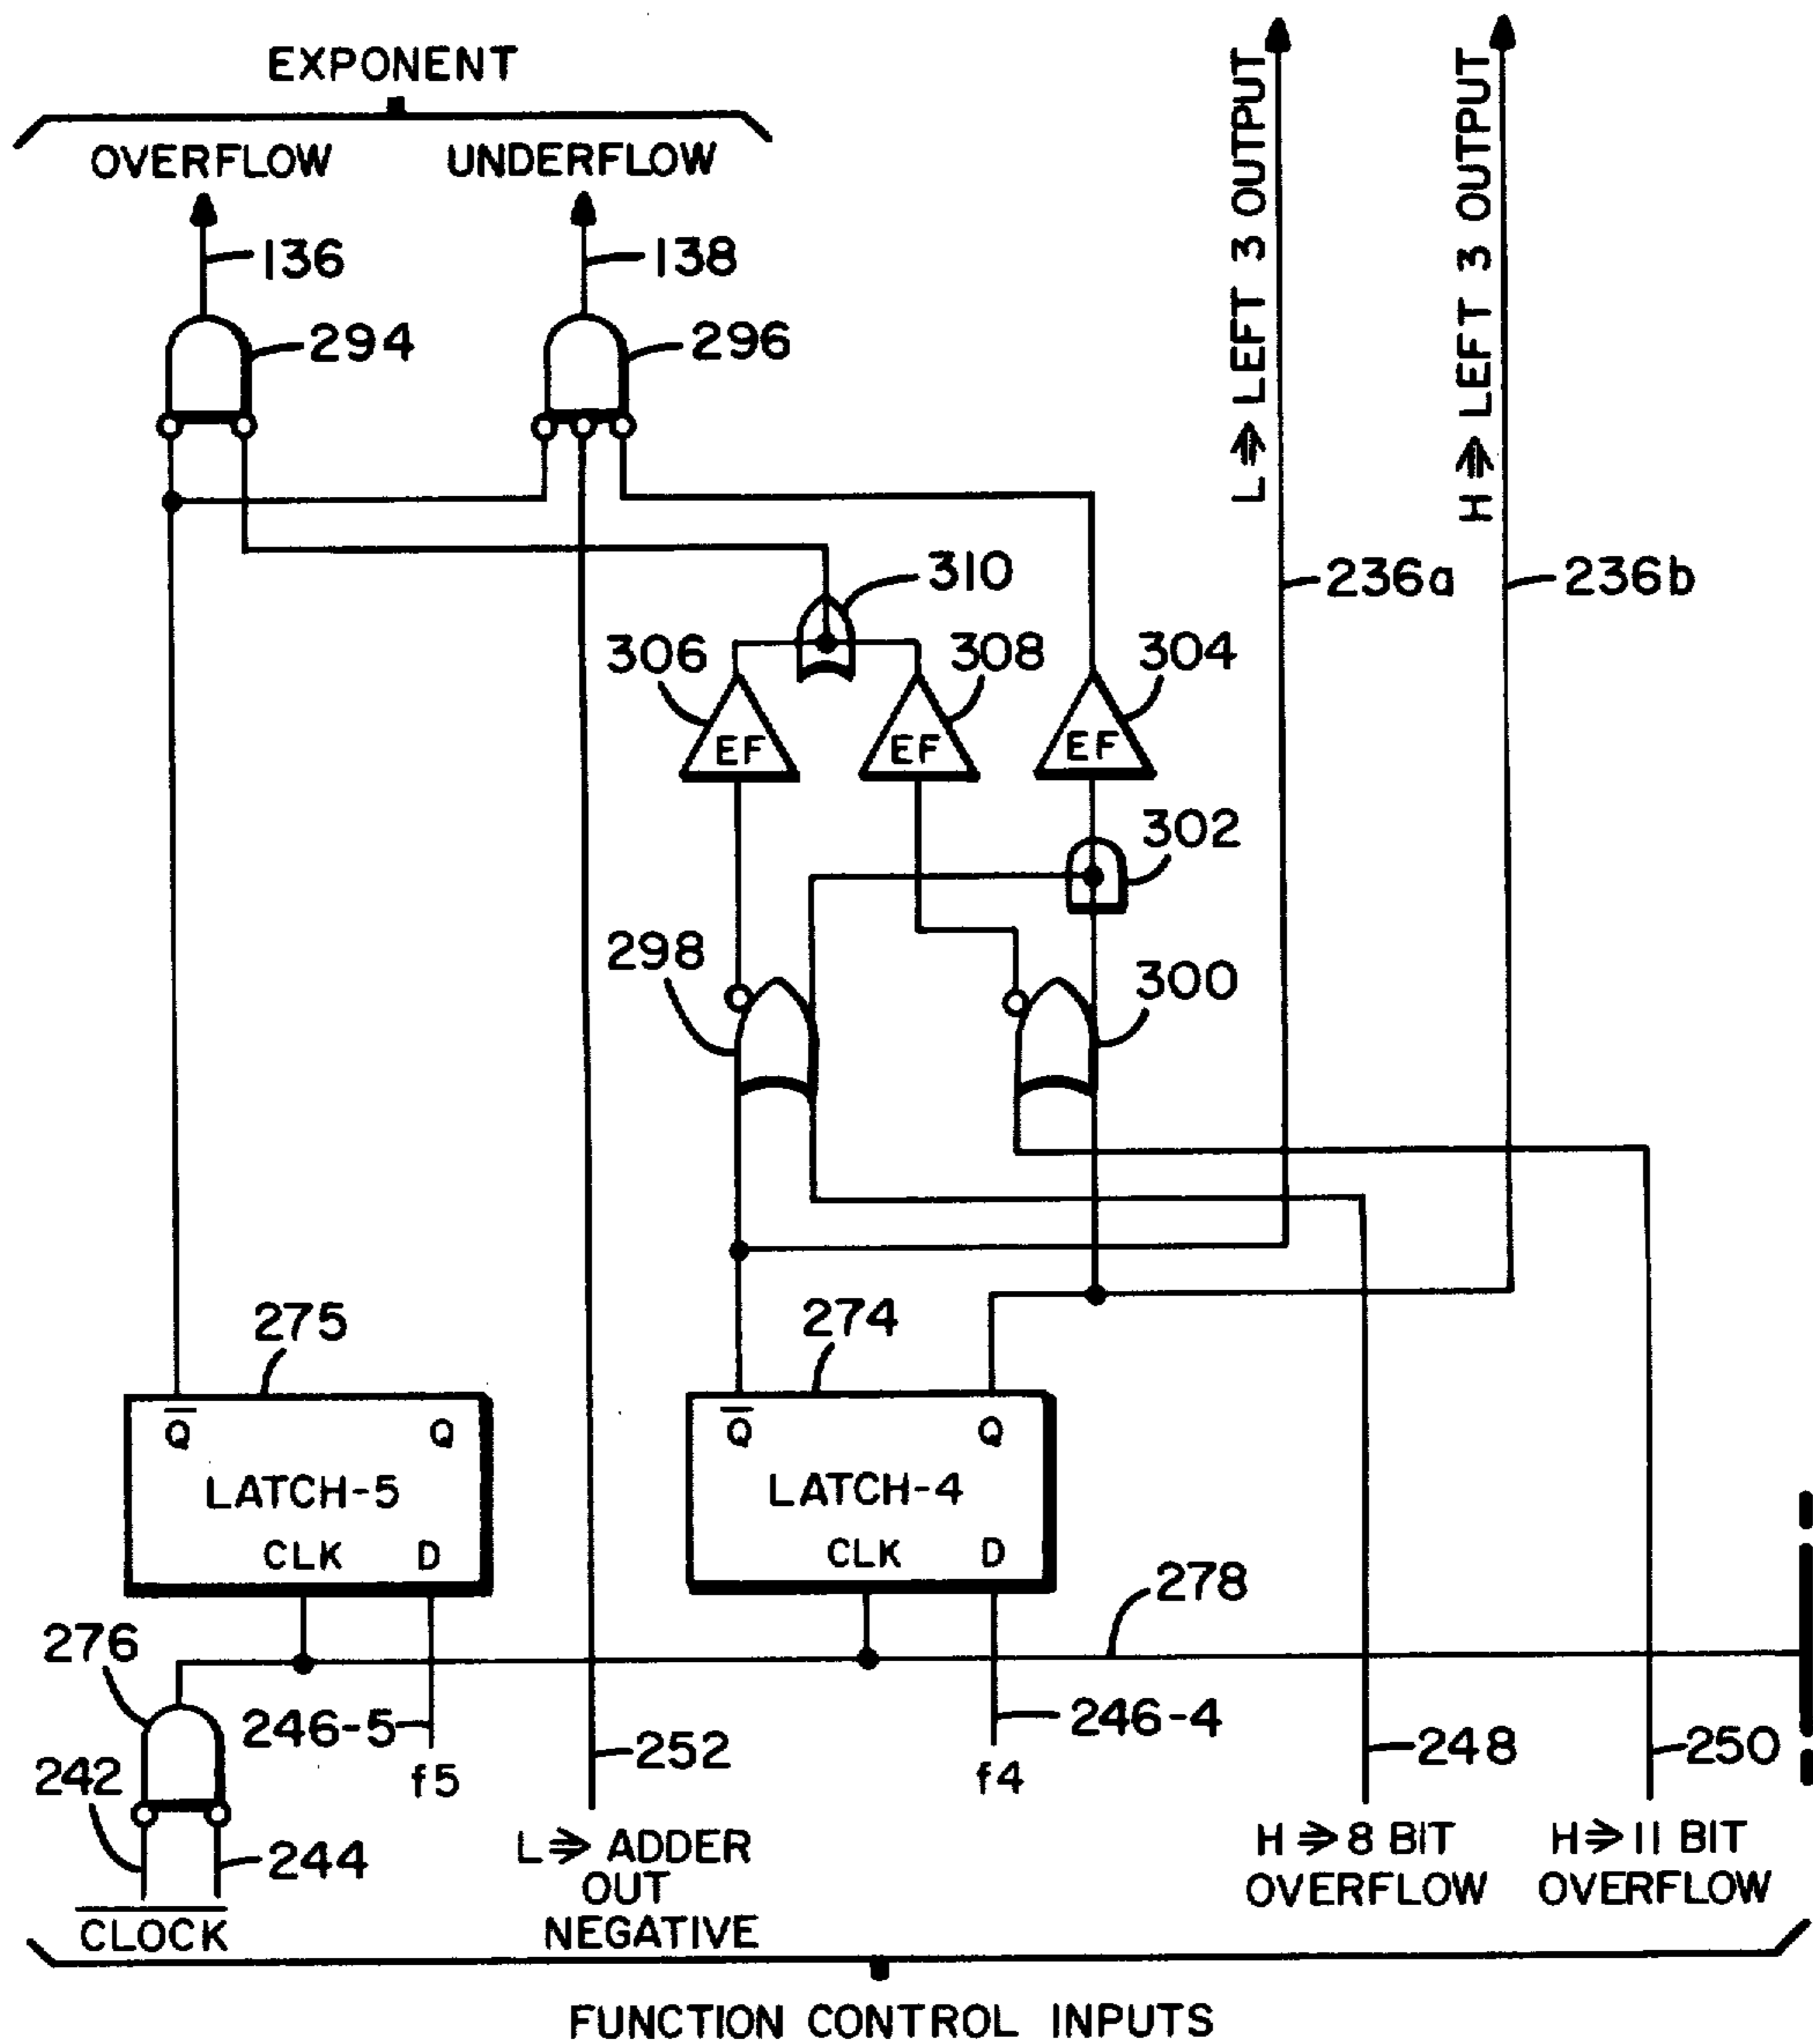 EXPONENT
OVERFLOW UNDERFLOW
L ⇒ LEFT 3 OUTPUT
H ⇒ LEFT 3 OUTPUT
136
138
294
296
310
236a
236b
306
308
304
EF
EF
EF
302
298
300
275
274
Q̅ Q
LATCH-5
CLK D
Q̅ Q
LATCH-4
CLK D
278
276
246-5
f5
246-4
f4
242
244
252
248
250
C̅L̅O̅C̅K̅
L ⇒ ADDER
OUT
NEGATIVE
H ⇒ 8 BIT
OVERFLOW
H ⇒ 11 BIT
OVERFLOW
FUNCTION CONTROL INPUTS